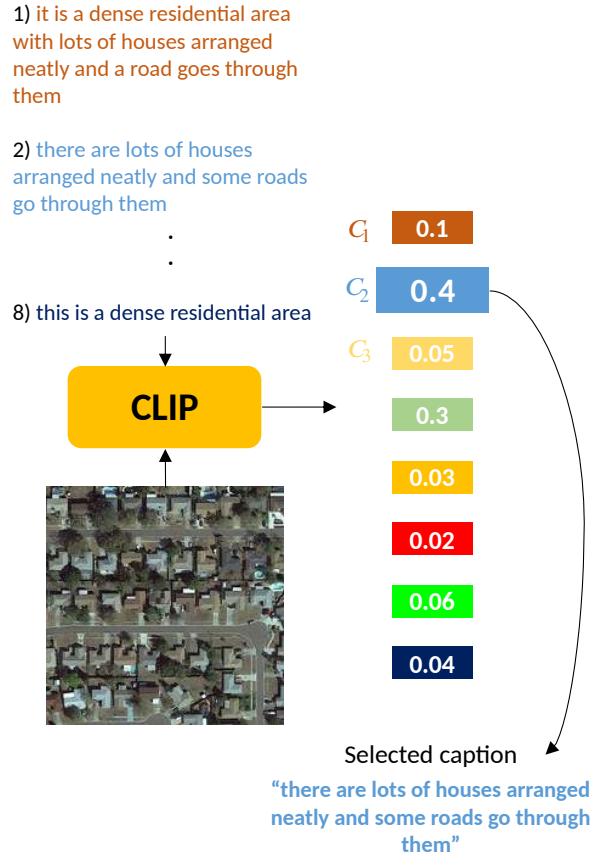 1) it is a dense residential area
with lots of houses arranged
neatly and a road goes through
them
2) there are lots of houses
arranged neatly and some roads
go through them
.
.
8) this is a dense residential area
CLIP
C1 0.1
C2 0.4
C3 0.05
0.3
0.03
0.02
0.06
0.04
Selected caption
“there are lots of houses arranged
neatly and some roads go through
them”